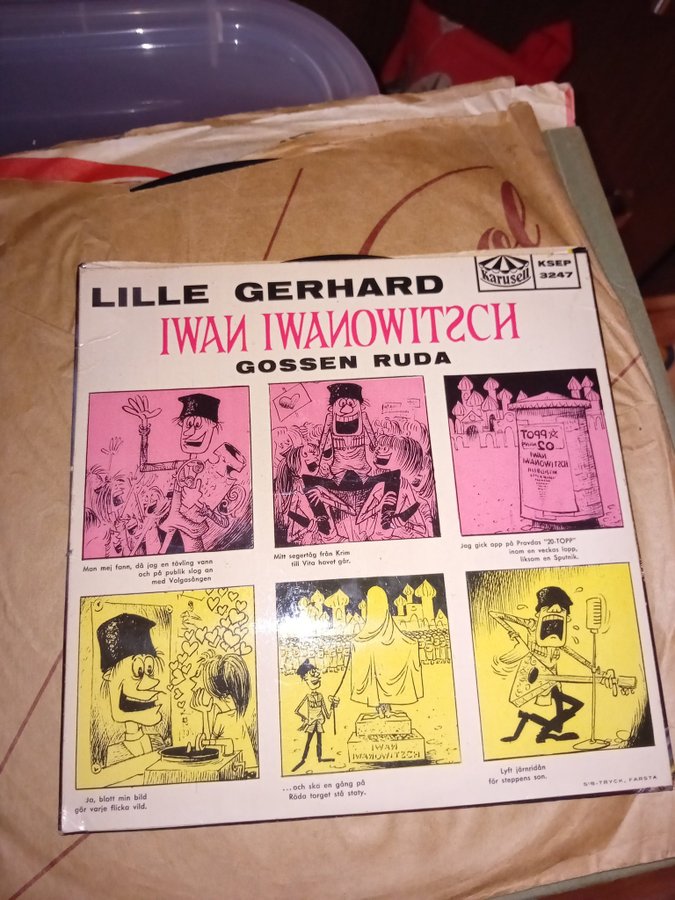 LILLE GERHARD
Karusell
KSEP
3247
IWAN IWANOWITSCH
GOSSEN RUDA
TOPP
20
IWAN
IWANOWITSCH
Man mej fann, då jag en tävling vann
och på publik slog an
med Volgasången
Mitt segertåg från Krim
till Vita havet går.
Jag gick app på Pravdas "20-TOPP"
inom en veckas lopp,
liksom en Sputnik.
Ja, blott min bild
gör varje flicka vild.
IWAN
IWANOWITSCH
...och ska en gång på
Röda torget stå staty.
Lyft järnridån
för steppens son.
S-B-TRYCK, FARSTA